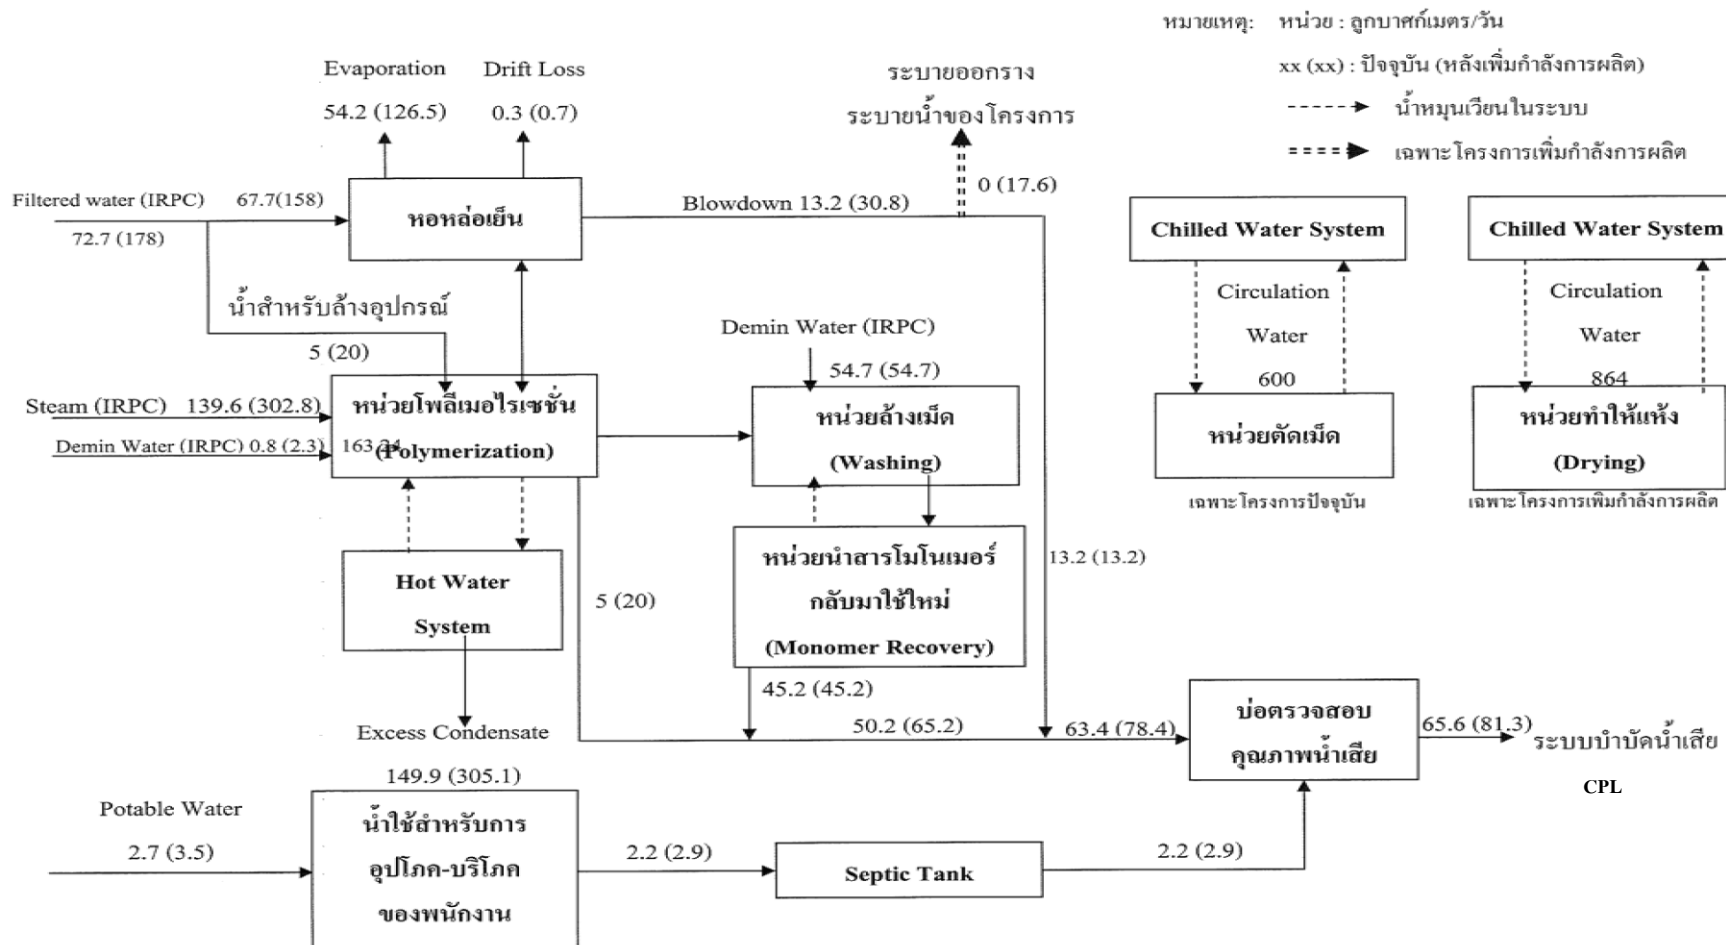 หมายเหตุ: หน่วย : ลูกบาศก์เมตร/วัน
xx (xx) : ปัจจุบัน (หลังเพิ่มกำลังการผลิต)
น้ำหมุนเวียนในระบบ
เฉพาะโครงการเพิ่มกำลังการผลิต
Evaporation
54.2 (126.5)
Drift Loss
0.3 (0.7)
ระบายออกราง
ระบายน้ำของโครงการ
0 (17.6)
Filtered water (IRPC)
67.7(158)
72.7 (178)
หอหล่อเย็น
Blowdown 13.2 (30.8)
น้ำสำหรับล้างอุปกรณ์
5 (20)
Chilled Water System
Circulation
Water
600
หน่วยตัดเม็ด
เฉพาะโครงการปัจจุบัน
Chilled Water System
Circulation
Water
864
หน่วยทำให้แห้ง
(Drying)
เฉพาะโครงการเพิ่มกำลังการผลิต
Demin Water (IRPC)
54.7 (54.7)
Steam (IRPC) 139.6 (302.8)
Demin Water (IRPC) 0.8 (2.3)
หน่วยโพลีเมอไรเซชั่น
(Polymerization)
หน่วยล้างเม็ด
(Washing)
Hot Water
System
5 (20)
หน่วยนำสารโมโนเมอร์
กลับมาใช้ใหม่
(Monomer Recovery)
13.2 (13.2)
45.2 (45.2)
50.2 (65.2)
63.4 (78.4)
บ่อตรวจสอบ
คุณภาพน้ำเสีย
65.6 (81.3)
ระบบบำบัดน้ำเสีย
CPL
Excess Condensate
149.9 (305.1)
Potable Water
2.7 (3.5)
น้ำใช้สำหรับการ
อุปโภค-บริโภค
ของพนักงาน
2.2 (2.9)
Septic Tank
2.2 (2.9)